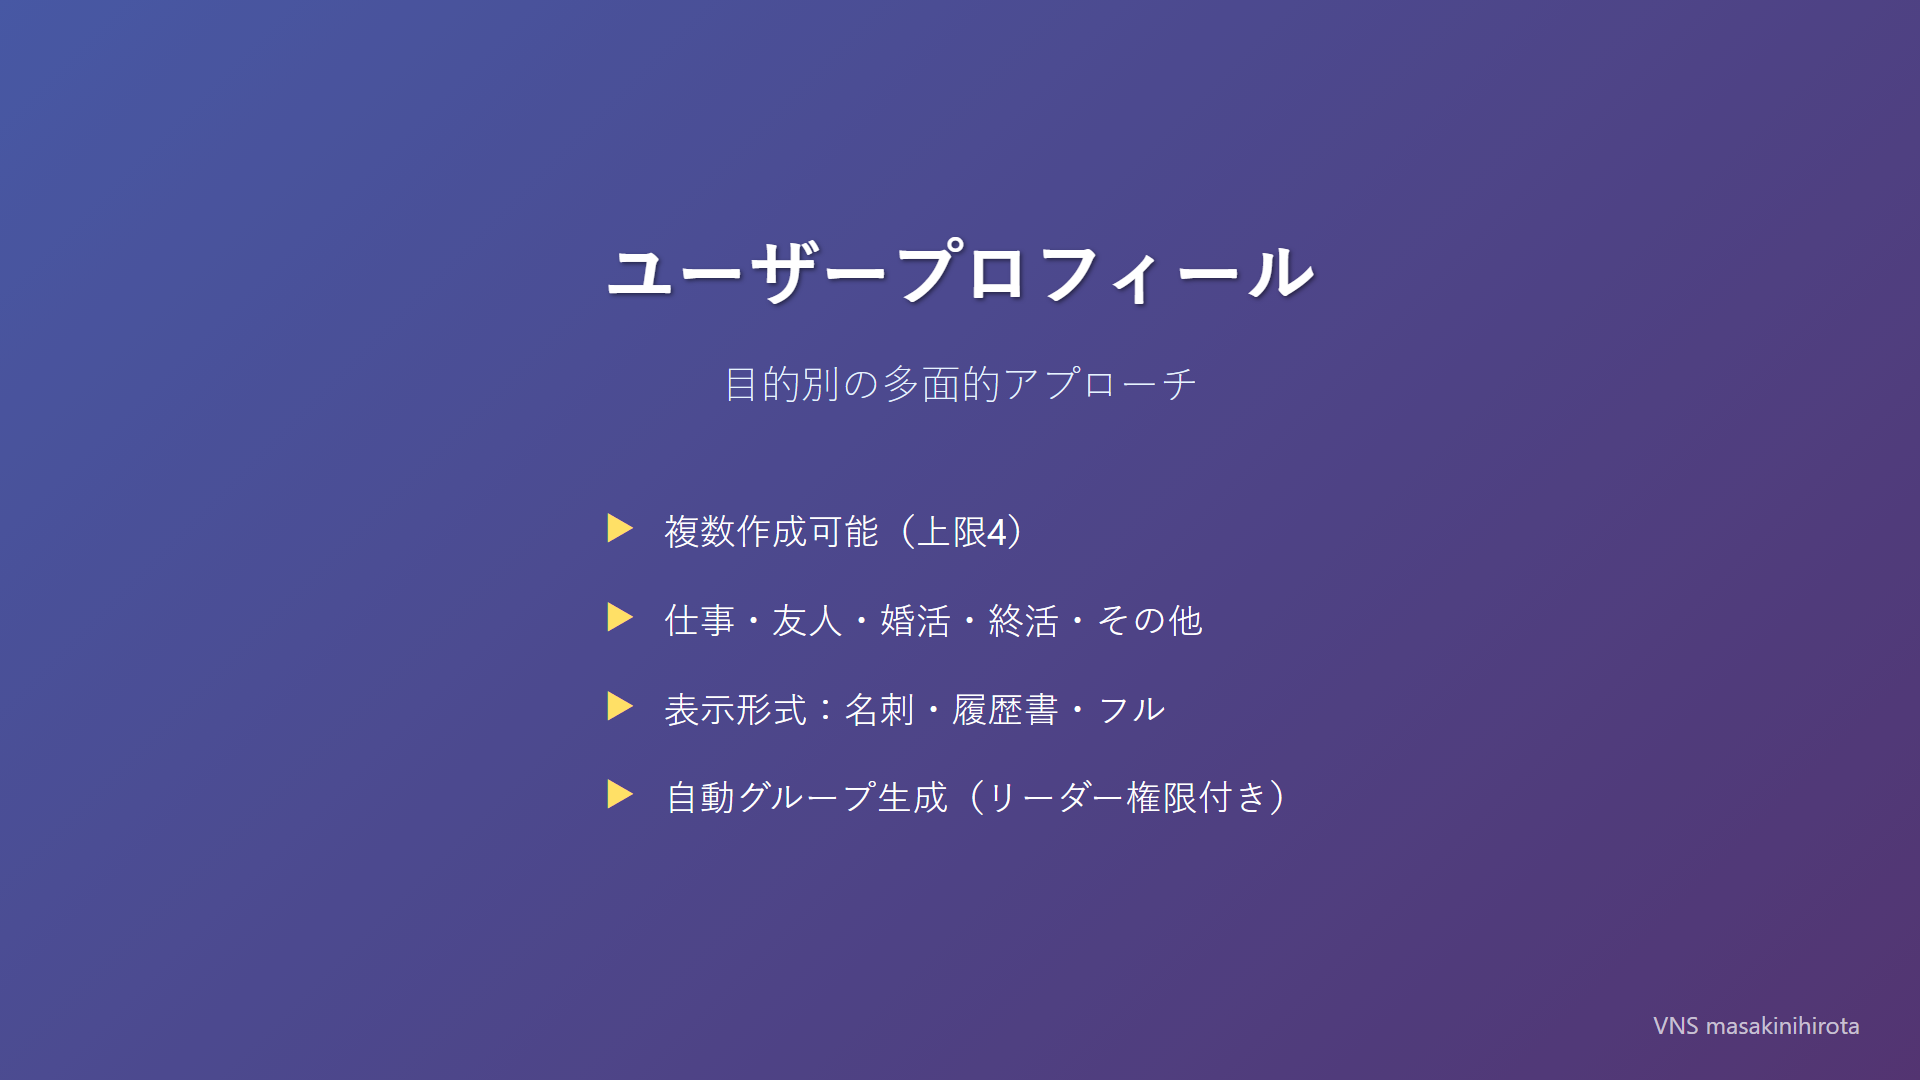 ユーザープロフィール
目的別の多面的アプローチ
▶ 複数作成可能（上限4）
▶ 仕事・友人・婚活・終活・その他
▶ 表示形式：名刺・履歴書・フル
▶ 自動グループ生成（リーダー権限付き）
VNS masakinihirota